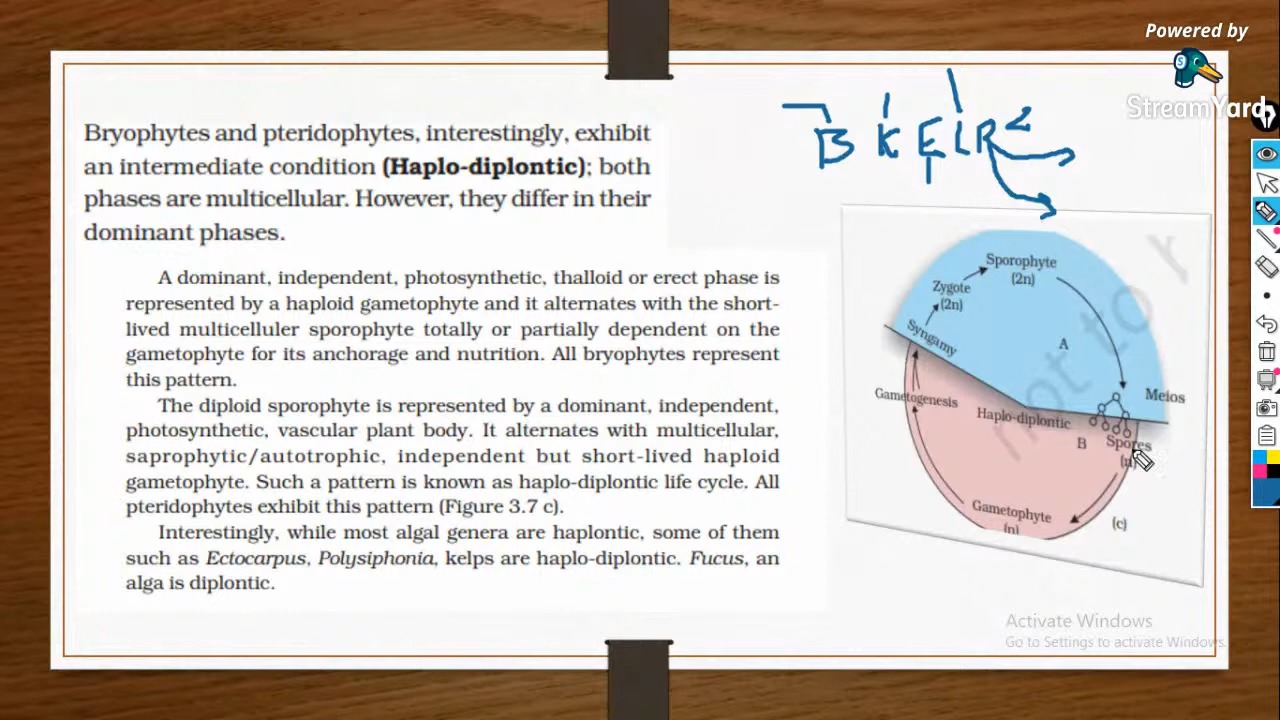 Powered by
StreamYard
B K E L R
Bryophytes and pteridophytes, interestingly, exhibit
an intermediate condition (Haplo-diplontic); both
phases are multicellular. However, they differ in their
dominant phases.
A dominant, independent, photosynthetic, thalloid or erect phase is
represented by a haploid gametophyte and it alternates with the short-
lived multicelluler sporophyte totally or partially dependent on the
gametophyte for its anchorage and nutrition. All bryophytes represent
this pattern.
The diploid sporophyte is represented by a dominant, independent,
photosynthetic, vascular plant body. It alternates with multicellular,
saprophytic/autotrophic, independent but short-lived haploid
gametophyte. Such a pattern is known as haplo-diplontic life cycle. All
pteridophytes exhibit this pattern (Figure 3.7 c).
Interestingly, while most algal genera are haplontic, some of them
such as Ectocarpus, Polysiphonia, kelps are haplo-diplontic. Fucus, an
alga is diplontic.
Sporophyte
(2n)
Zygote
(2n)
Syngamy
A
Meios
Gametogenesis
Haplo-diplontic
B
Spores
(n)
Gametophyte
(n)
(c)
not to r
Activate Windows
Go to Settings to activate Windows.